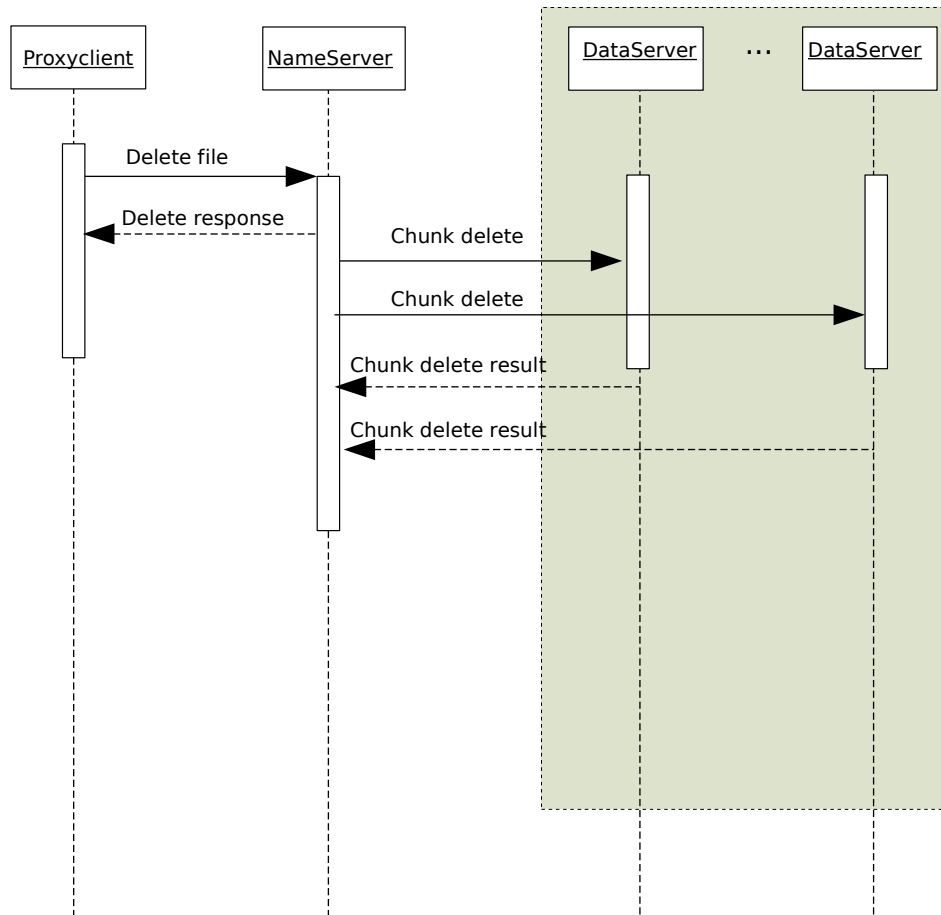 Proxyclient
NameServer
DataServer
...
DataServer
Delete file
Delete response
Chunk delete
Chunk delete
Chunk delete result
Chunk delete result